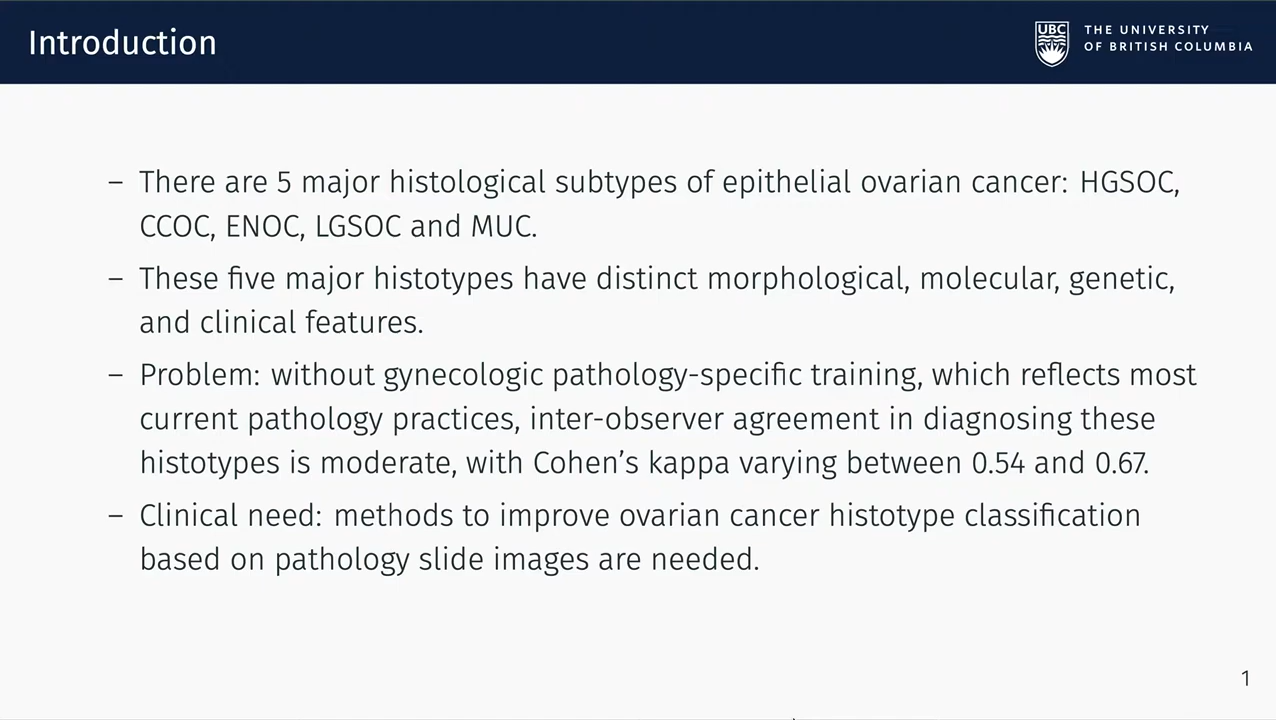 Introduction
UBC
THE UNIVERSITY
OF BRITISH COLUMBIA
– There are 5 major histological subtypes of epithelial ovarian cancer: HGSOC,
CCOC, ENOC, LGSOC and MUC.
– These five major histotypes have distinct morphological, molecular, genetic,
and clinical features.
– Problem: without gynecologic pathology-specific training, which reflects most
current pathology practices, inter-observer agreement in diagnosing these
histotypes is moderate, with Cohen’s kappa varying between 0.54 and 0.67.
– Clinical need: methods to improve ovarian cancer histotype classification
based on pathology slide images are needed.
1